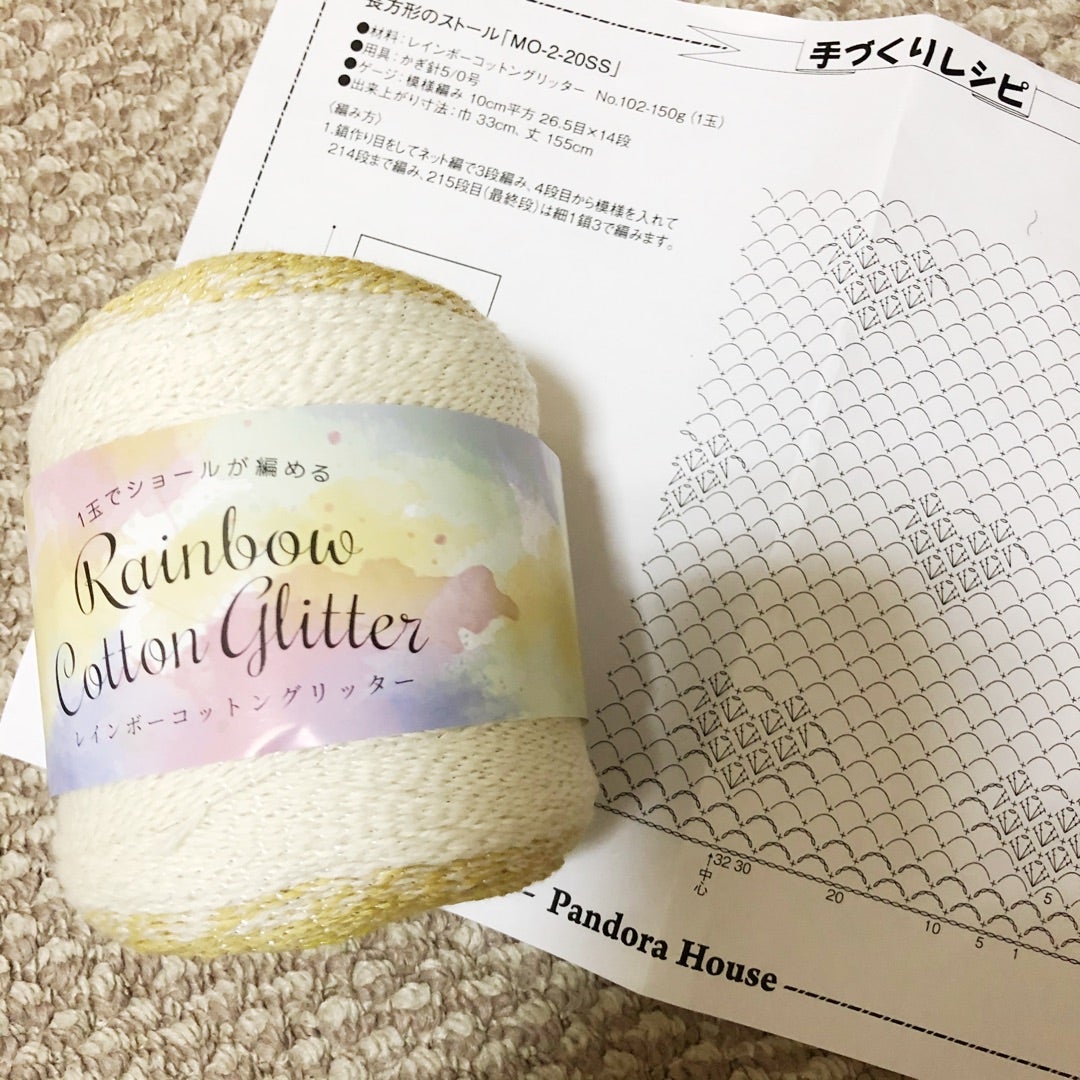 長方形のストール「MO-2-20SS」
手づくりレシピ
●材料：レインボーコットングリッター No.102-150g（1玉）
●用具：かぎ針5/0号
●ゲージ：模様編み 10cm平方 26.5目×14段
●出来上がり寸法：巾 33cm、丈 155cm
〈編み方〉
1.鎖作り目をしてネット編で3段編み、4段目から模様を入れて
214段まで編み、215段目（最終段）は細1鎖3で編みます。
1玉でショールが編める
Rainbow
Cotton Glitter
レインボーコットングリッター
32 30
中心
20
10
5
1
5
Pandora House